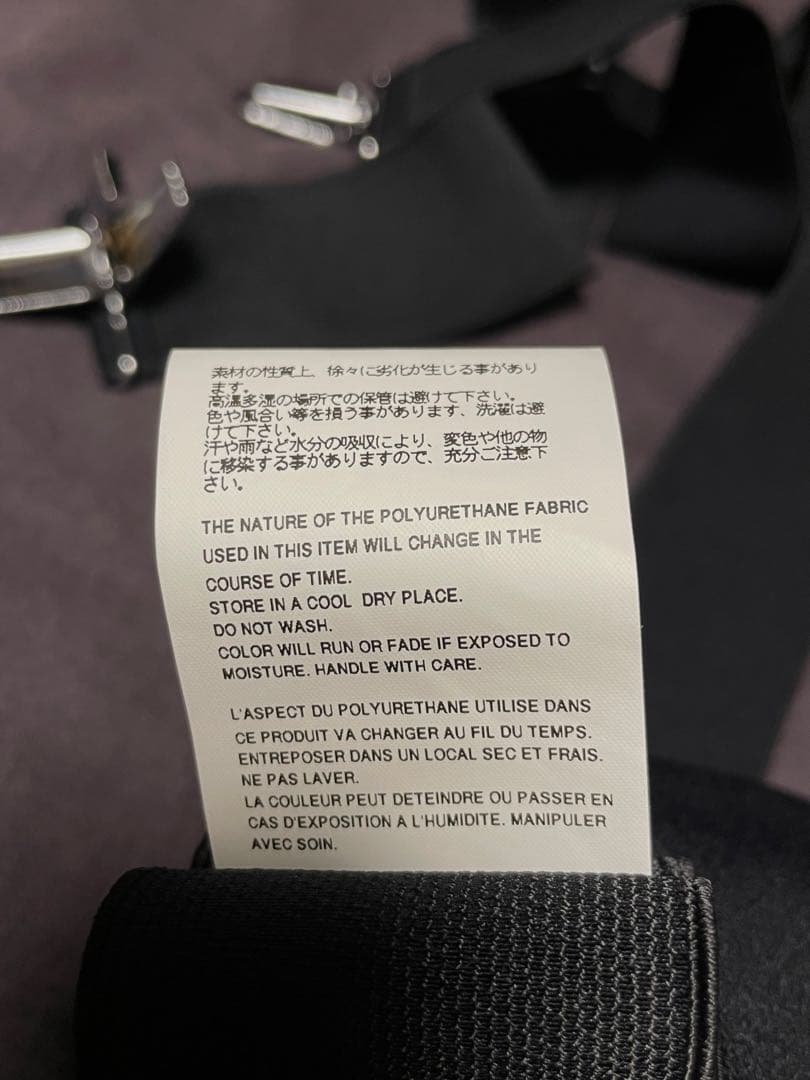 素材の性質上、徐々に劣化が生じる事があり
ます。
高温多湿の場所での保管は避けて下さい。
色や風合い等を損う事があります、洗濯は避
けて下さい。
汗や雨など水分の吸収により、変色や他の物
に移染する事がありますので、充分ご注意下
さい。
THE NATURE OF THE POLYURETHANE FABRIC
USED IN THIS ITEM WILL CHANGE IN THE
COURSE OF TIME.
STORE IN A COOL DRY PLACE.
DO NOT WASH.
COLOR WILL RUN OR FADE IF EXPOSED TO
MOISTURE. HANDLE WITH CARE.
L'ASPECT DU POLYURETHANE UTILISE DANS
CE PRODUIT VA CHANGER AU FIL DU TEMPS.
ENTREPOSER DANS UN LOCAL SEC ET FRAIS.
NE PAS LAVER.
LA COULEUR PEUT DETEINDRE OU PASSER EN
CAS D'EXPOSITION A L'HUMIDITE. MANIPULER
AVEC SOIN.